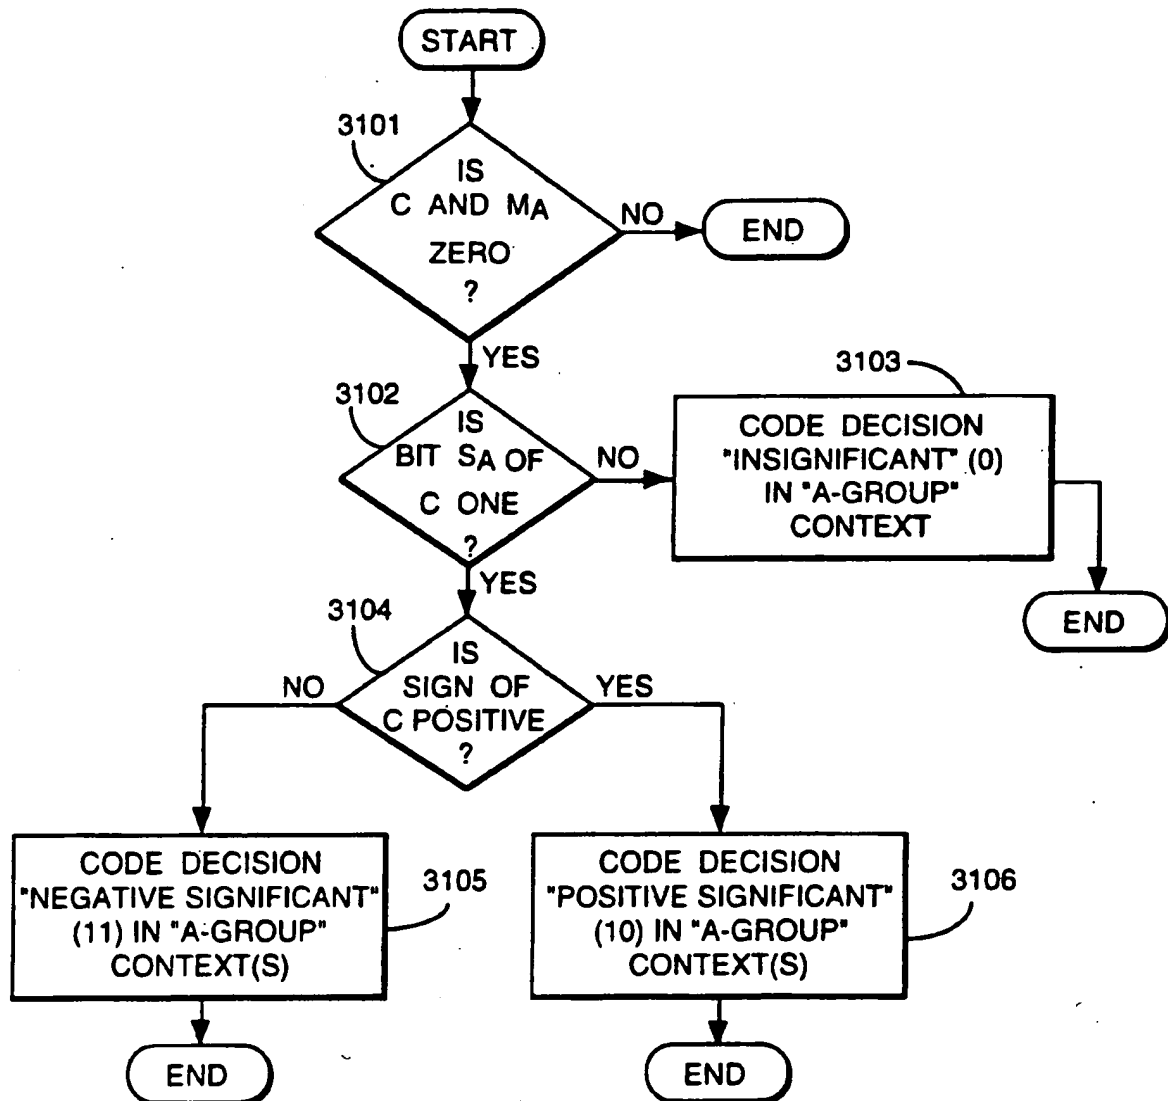 START
3101
IS
C AND MA
ZERO
?
NO
END
YES
3102
IS
BIT SA OF
C ONE
?
NO
3103
CODE DECISION
"INSIGNIFICANT" (0)
IN "A-GROUP"
CONTEXT
END
YES
3104
IS
SIGN OF
C POSITIVE
?
NO
YES
CODE DECISION
"NEGATIVE SIGNIFICANT"
(11) IN "A-GROUP"
CONTEXT(S)
3105
CODE DECISION
"POSITIVE SIGNIFICANT"
(10) IN "A-GROUP"
CONTEXT(S)
3106
END
END